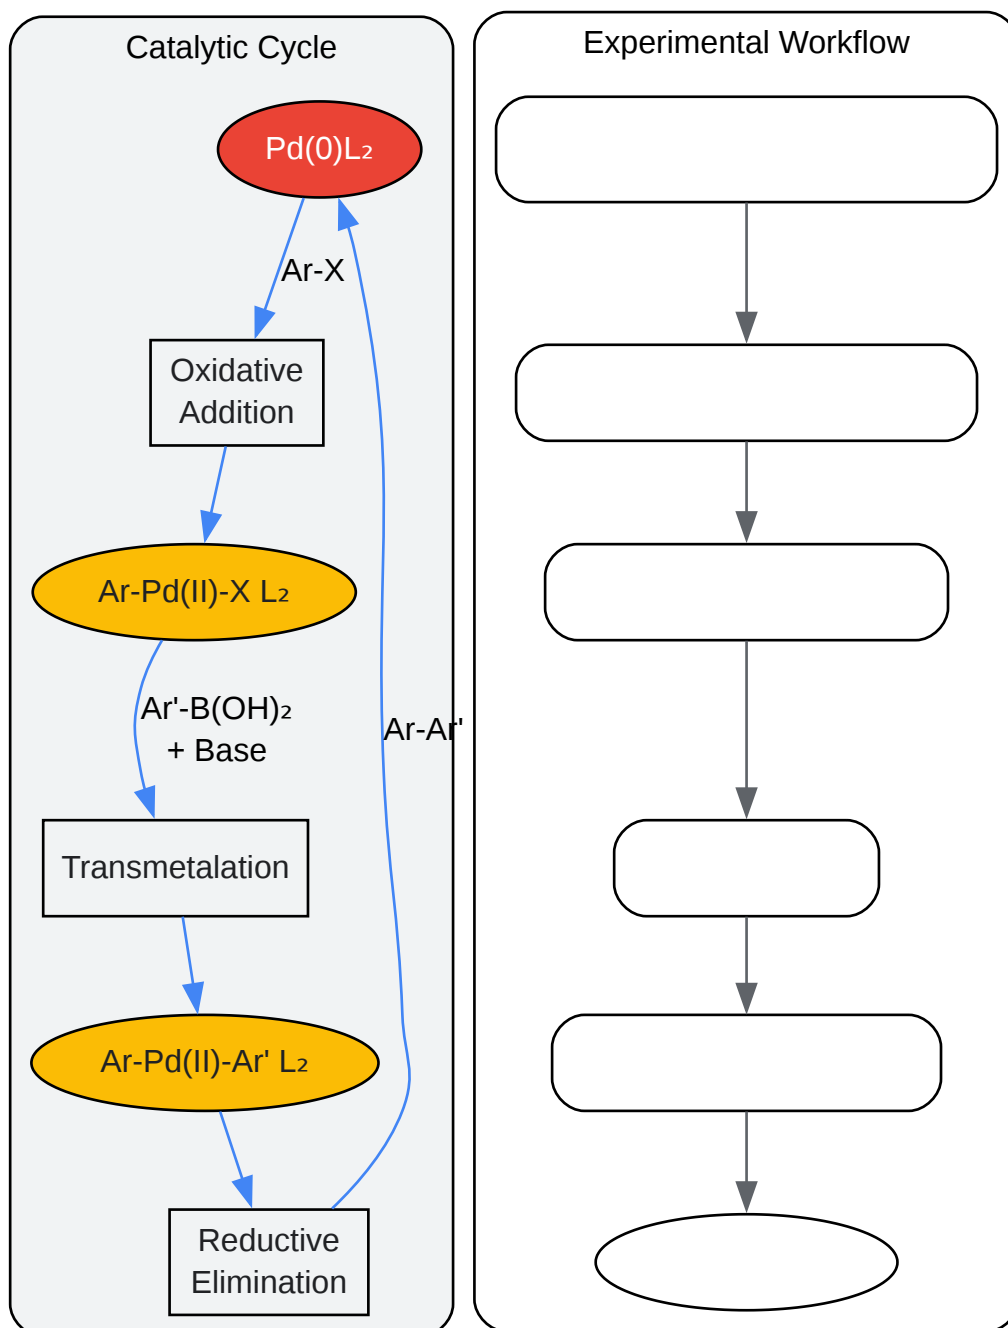 Catalytic Cycle
Pd(0)L₂
Ar-X
Oxidative
Addition
Ar-Pd(II)-X L₂
Ar'-B(OH)₂
+ Base
Ar-Ar'
Transmetalation
Ar-Pd(II)-Ar' L₂
Reductive
Elimination
Experimental Workflow